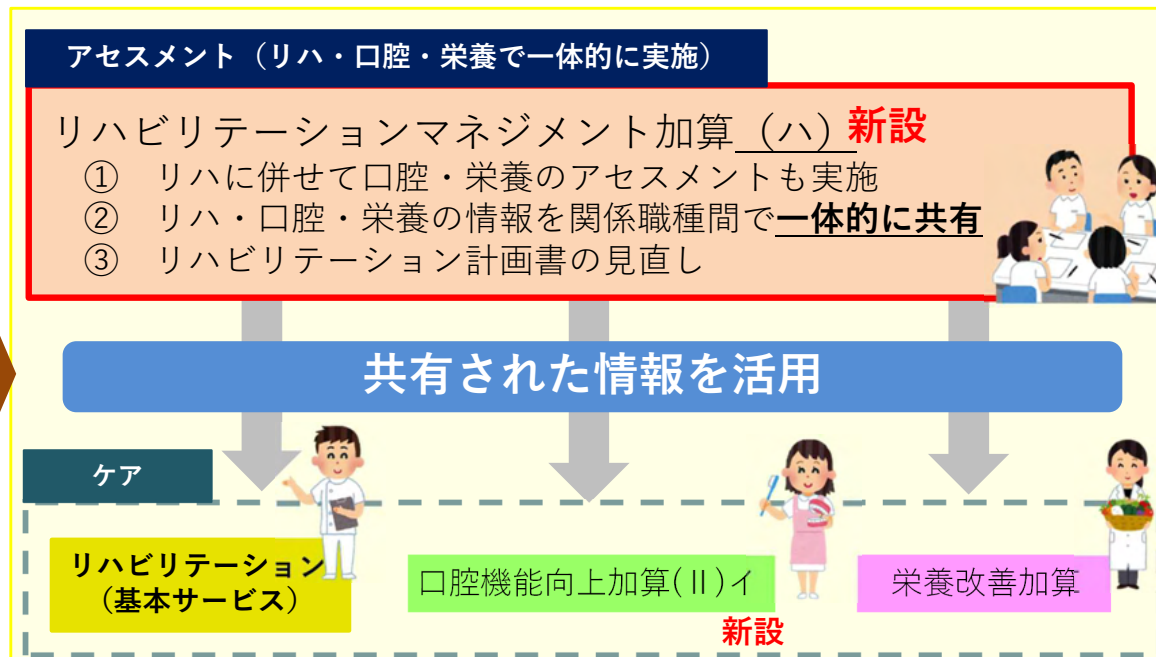 アセスメント（リハ・口腔・栄養で一体的に実施）
リハビリテーションマネジメント加算（ハ）新設
①　リハに併せて口腔・栄養のアセスメントも実施
②　リハ・口腔・栄養の情報を関係職種間で一体的に共有
③　リハビリテーション計画書の見直し
共有された情報を活用
ケア
リハビリテーション
（基本サービス）
口腔機能向上加算(Ⅱ)イ
新設
栄養改善加算